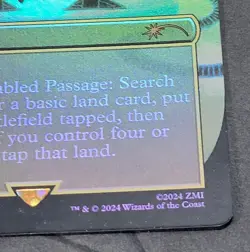 abled Passage: Search
r a basic land card, put
tlefield tapped, then
f you control four or
tap that land.
©2024 ZMI
™ & © 2024 Wizards of the Coast